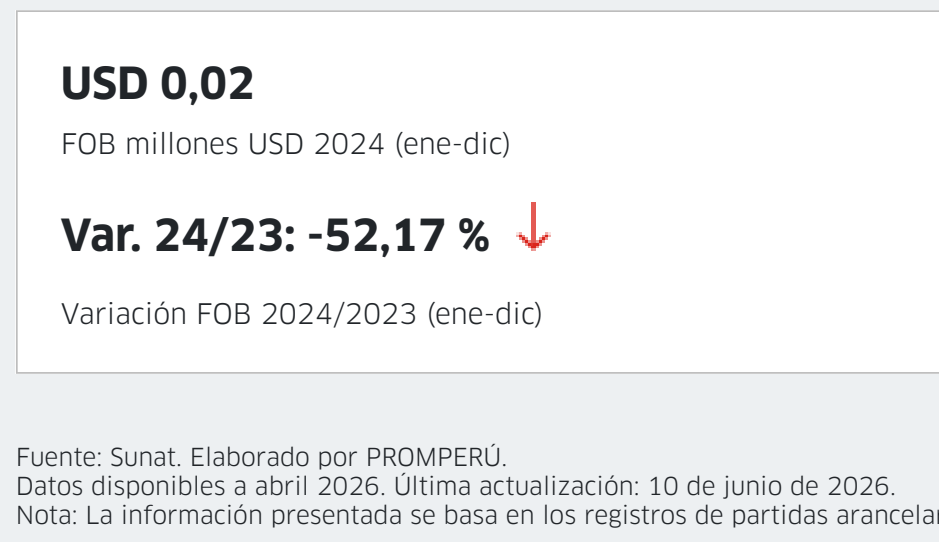 USD 0,02
FOB millones USD 2024 (ene-dic)
Var. 24/23: -52,17 %
Variación FOB 2024/2023 (ene-dic)
Fuente: Sunat. Elaborado por PROMPERÚ.
Datos disponibles a abril 2026. Última actualización: 10 de junio de 2026.
Nota: La información presentada se basa en los registros de partidas arancelar